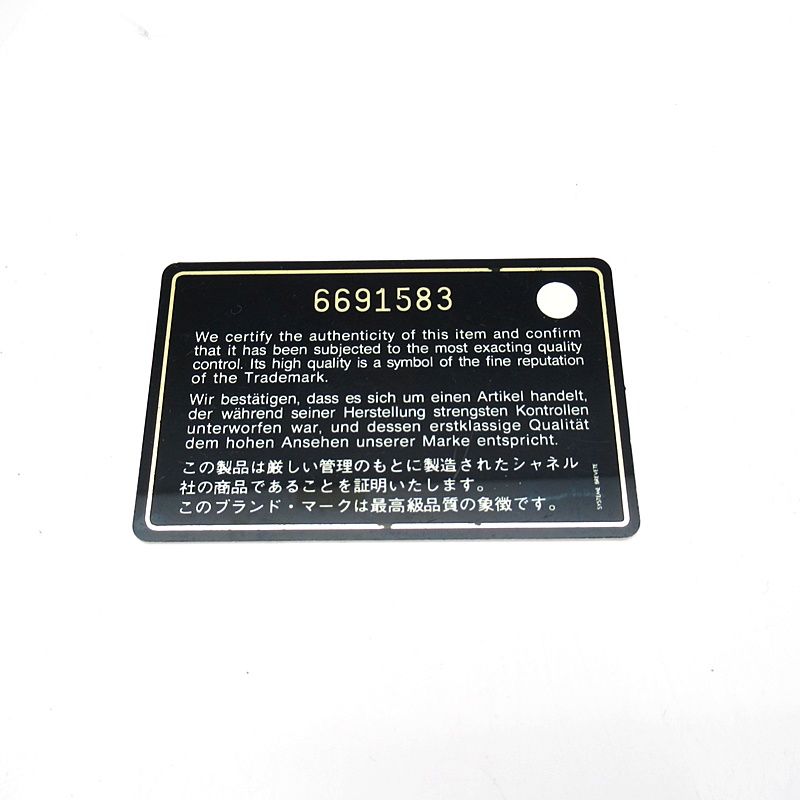 6691583
We certify the authenticity of this item and confirm
that it has been subjected to the most exacting quality
control. Its high quality is a symbol of the fine reputation
of the Trademark.
Wir bestätigen, dass es sich um einen Artikel handelt,
der während seiner Herstellung strengsten Kontrollen
unterworfen war, und dessen erstklassige Qualität
dem hohen Ansehen unserer Marke entspricht.
この製品は厳しい管理のもとに製造されたシャネル
社の商品であることを証明いたします。
このブランド・マークは最高級品質の象徴です。